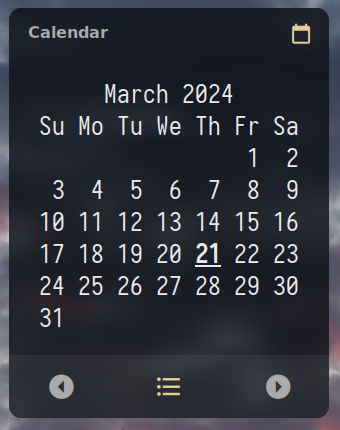 Calendar
March 2024
Su Mo Tu We Th Fr Sa
1 2
3 4 5 6 7 8 9
10 11 12 13 14 15 16
17 18 19 20 21 22 23
24 25 26 27 28 29 30
31